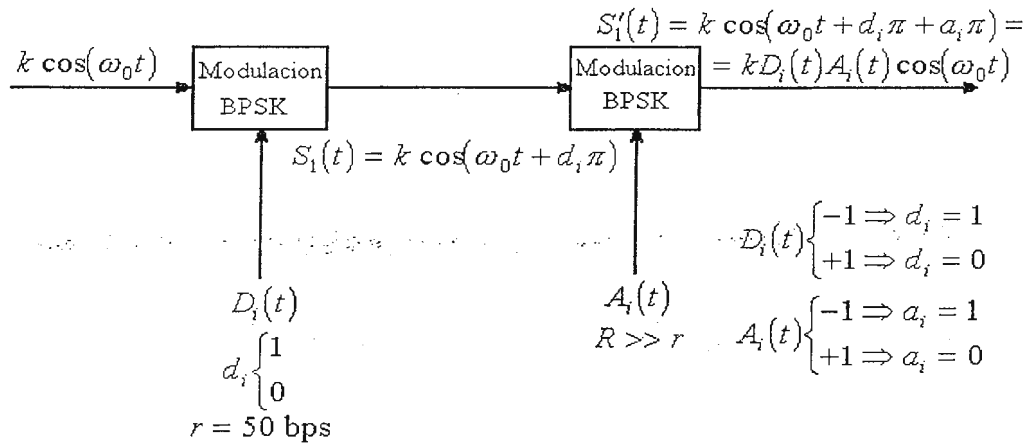 S₁′(t) = k cos(ω₀t + dᵢπ + aᵢπ) =
= kDᵢ(t)Aᵢ(t)cos(ω₀t)
k cos(ω₀t)
Modulacion
BPSK
Modulacion
BPSK
S₁(t) = k cos(ω₀t + dᵢπ)
Dᵢ(t)
dᵢ { 1
0
r = 50 bps
Aᵢ(t)
R >> r
Dᵢ(t) { −1 ⇒ dᵢ = 1
+1 ⇒ dᵢ = 0
Aᵢ(t) { −1 ⇒ aᵢ = 1
+1 ⇒ aᵢ = 0